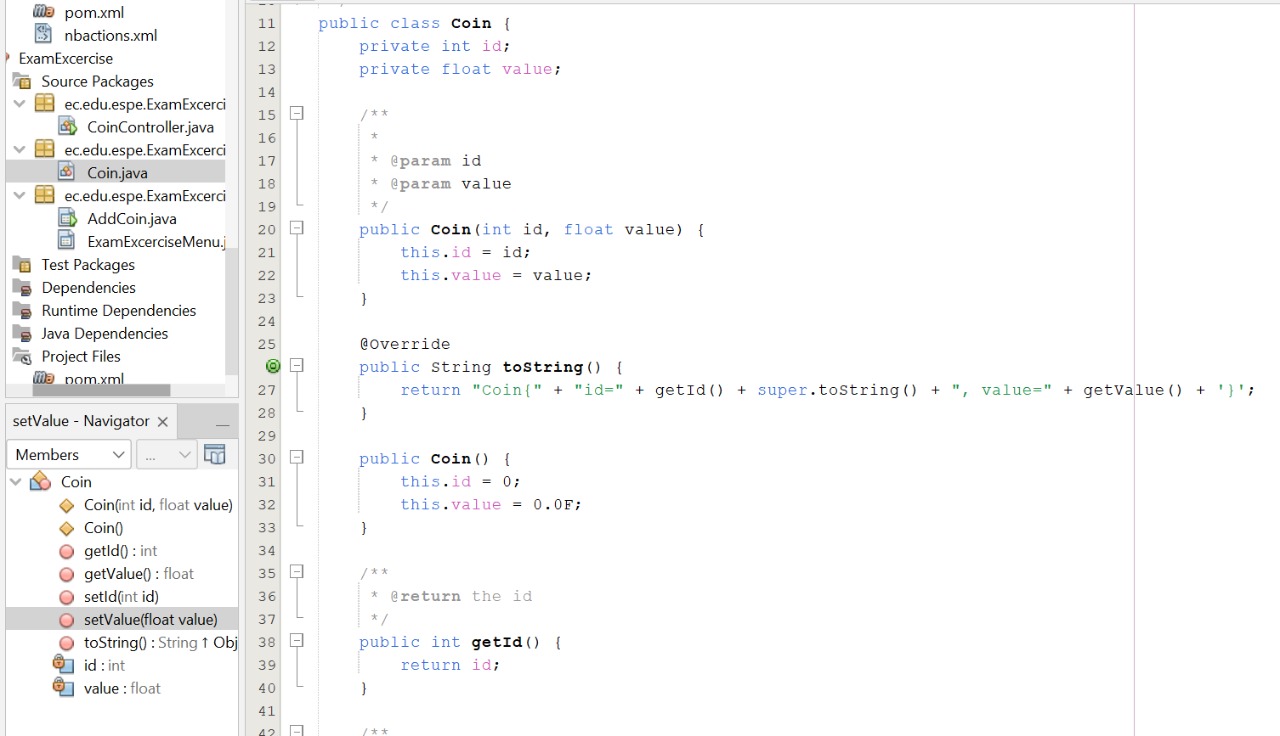 pom.xml
nbactions.xml
ExamExcercise
Source Packages
ec.edu.espe.ExamExcerci
CoinController.java
ec.edu.espe.ExamExcerci
Coin.java
ec.edu.espe.ExamExcerci
AddCoin.java
ExamExcerciseMenu.j
Test Packages
Dependencies
Runtime Dependencies
Java Dependencies
Project Files
pom.xml
setValue - Navigator
Members
...
Coin
Coin(int id, float value)
Coin()
getId() : int
getValue() : float
setId(int id)
setValue(float value)
toString() : String ↑ Obj
id : int
value : float
11 public class Coin {
12 private int id;
13 private float value;
14
15 /**
16 *
17 * @param id
18 * @param value
19 */
20 public Coin(int id, float value) {
21 this.id = id;
22 this.value = value;
23 }
24
25 @Override
public String toString() {
27 return "Coin{" + "id=" + getId() + super.toString() + ", value=" + getValue() + '}';
28 }
29
30 public Coin() {
31 this.id = 0;
32 this.value = 0.0F;
33 }
34
35 /**
36 * @return the id
37 */
38 public int getId() {
39 return id;
40 }
41
42 /**